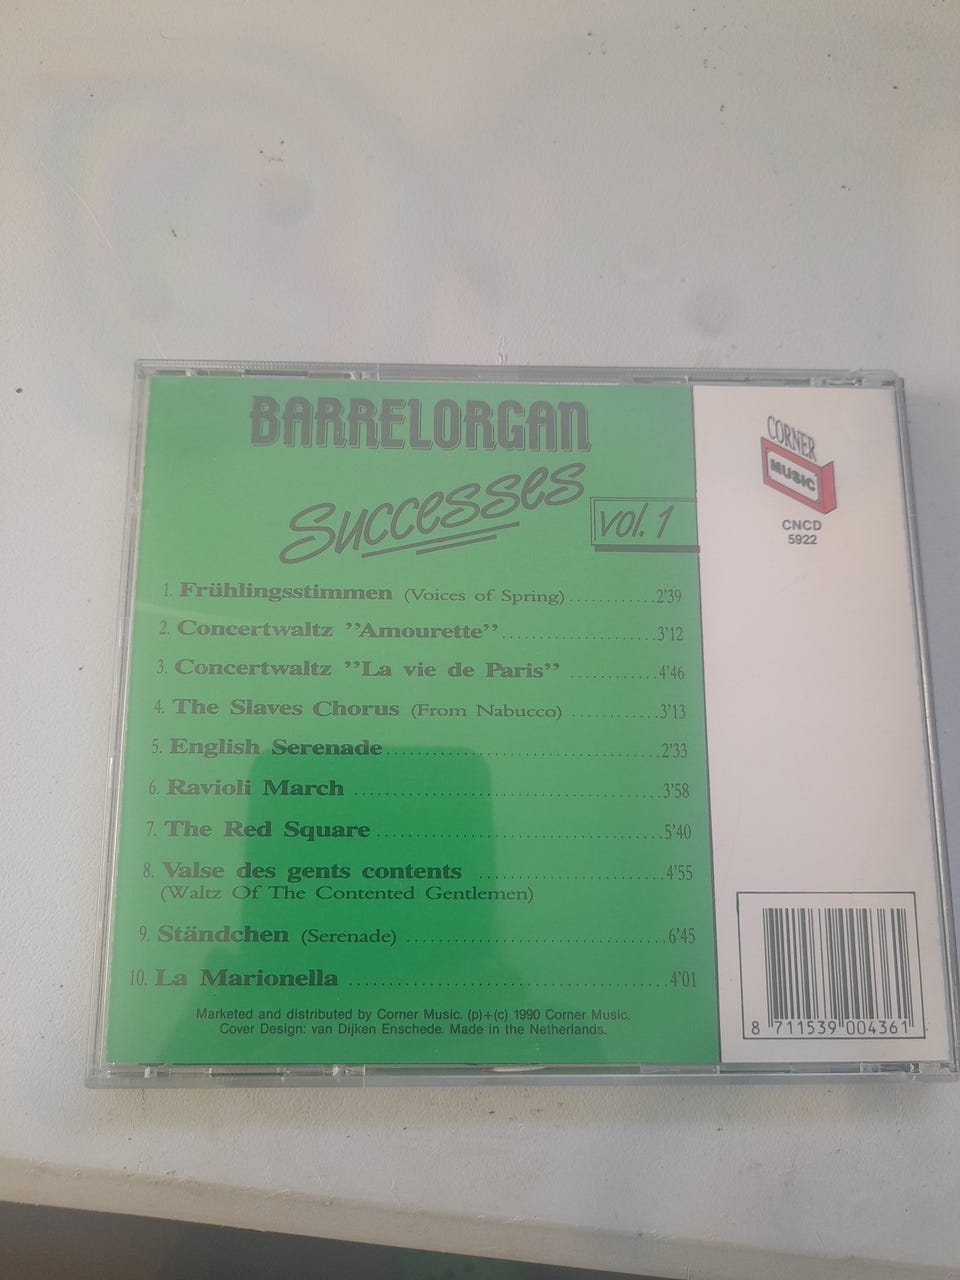 BARRELORGAN
Successes
vol. 1
1. Frühlingsstimmen (Voices of Spring)............2'39
2. Concertwaltz ”Amourette”......................3'12
3. Concertwaltz ”La vie de Paris” ................4'46
4. The Slaves Chorus (From Nabucco) ...............3'13
5. English Serenade.........................................2'33
6. Ravioli March .............................................3'58
7. The Red Square..........................................5'40
8. Valse des gents contents ..........................4'55
(Waltz Of The Contented Gentlemen)
9. Ständchen (Serenade) .....................................6'45
10. La Marionella .............................................4'01
Marketed and distributed by Corner Music. (p)+(c) 1990 Corner Music.
Cover Design: van Dijken Enschede. Made in the Netherlands.
CORNER
MUSIC
CNCD
5922
8 711539 004361